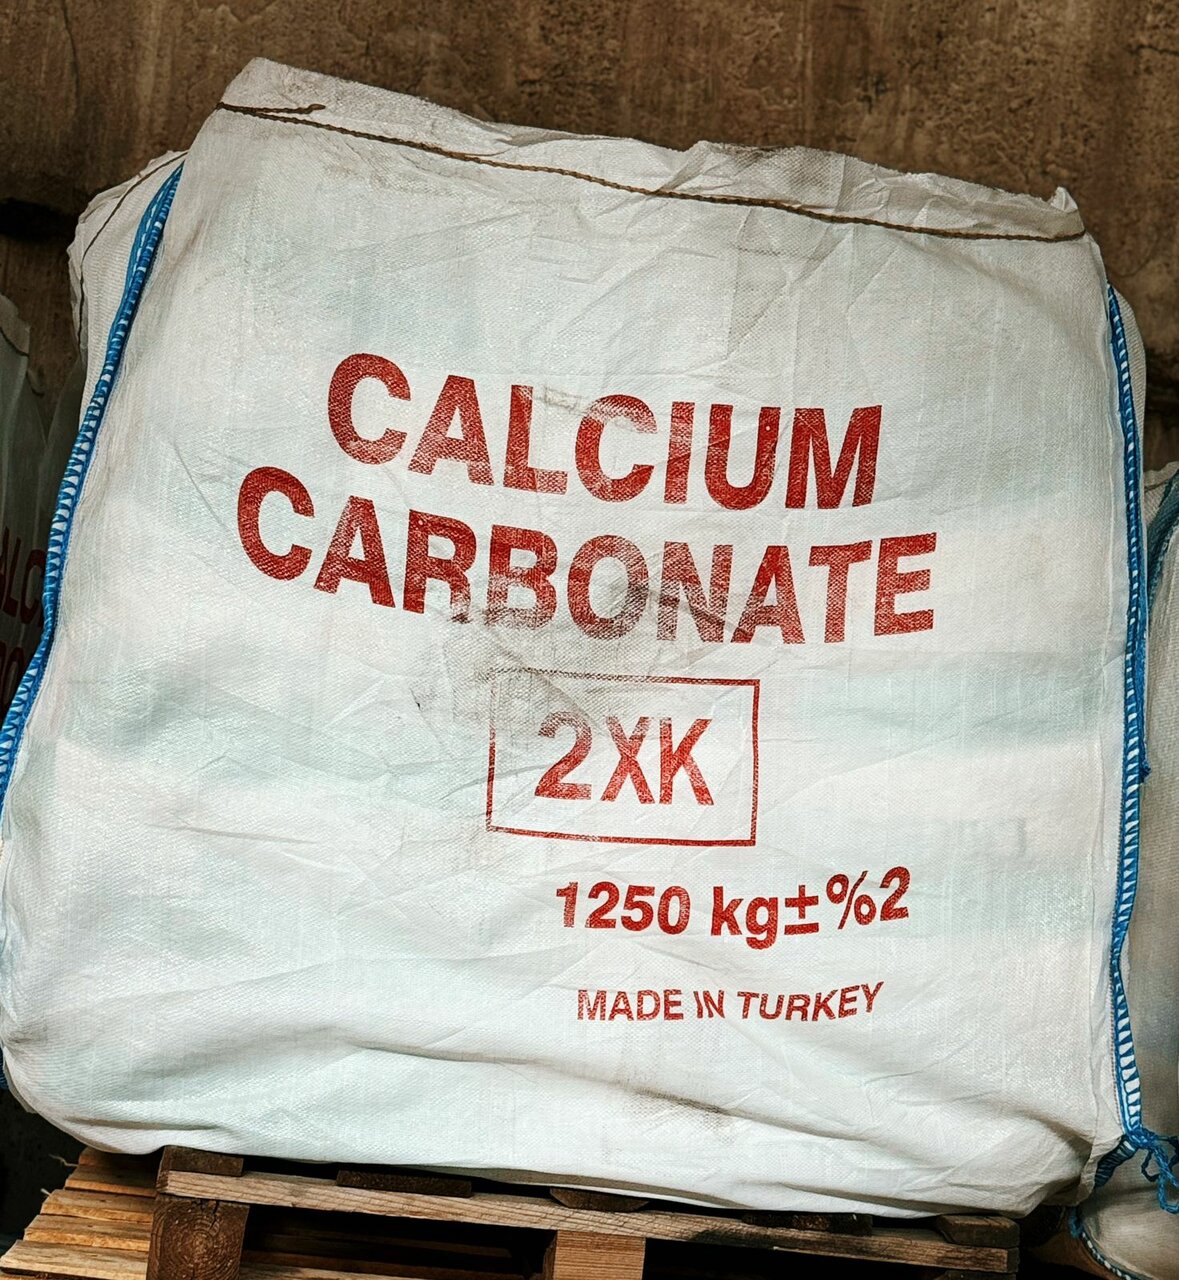 CALCIUM
CARBONATE
2XK
1250 kg±%2
MADE IN TURKEY